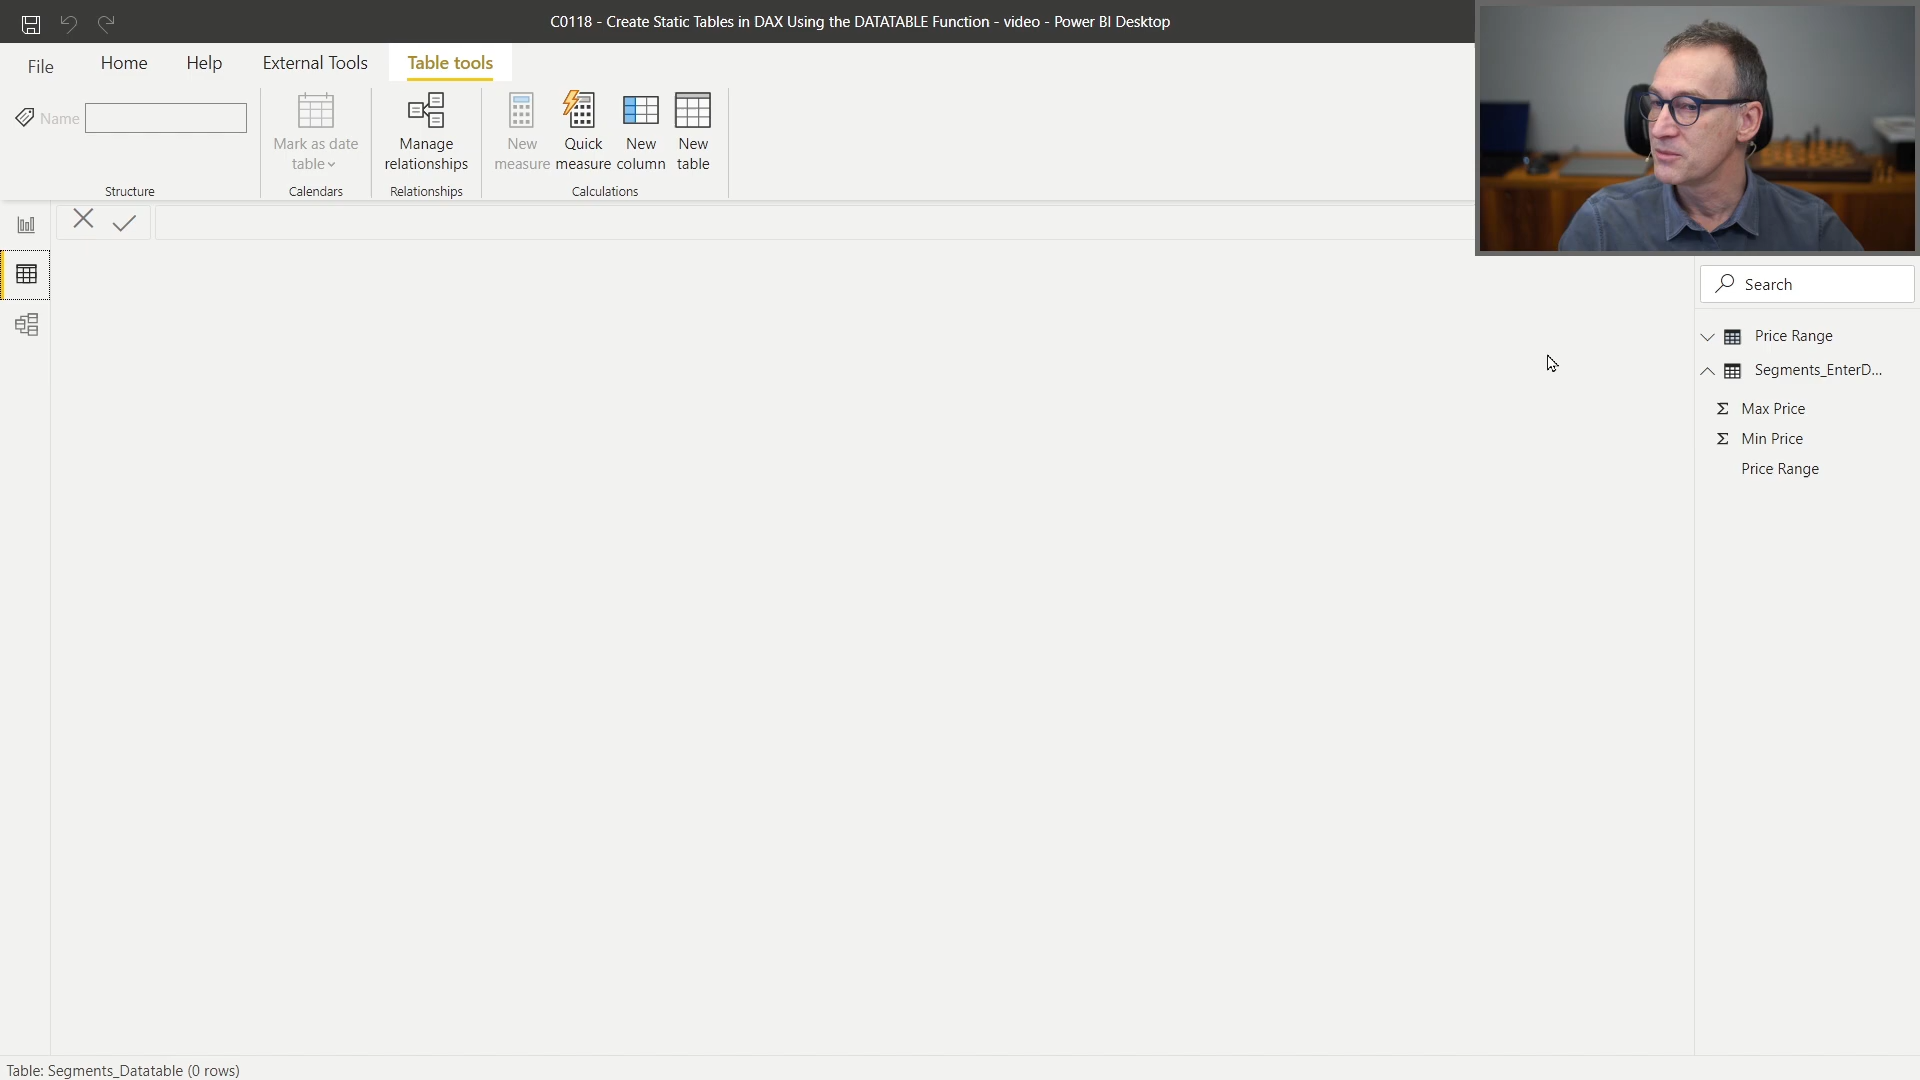 C0118 - Create Static Tables in DAX Using the DATATABLE Function - video - Power BI Desktop
File
Home
Help
External Tools
Table tools
Name
Structure
Mark as date
table
Calendars
Manage
relationships
Relationships
New
measure
Quick
measure
New
column
New
table
Calculations
Search
Price Range
Segments_EnterD...
Σ Max Price
Σ Min Price
Price Range
Table: Segments_Datatable (0 rows)